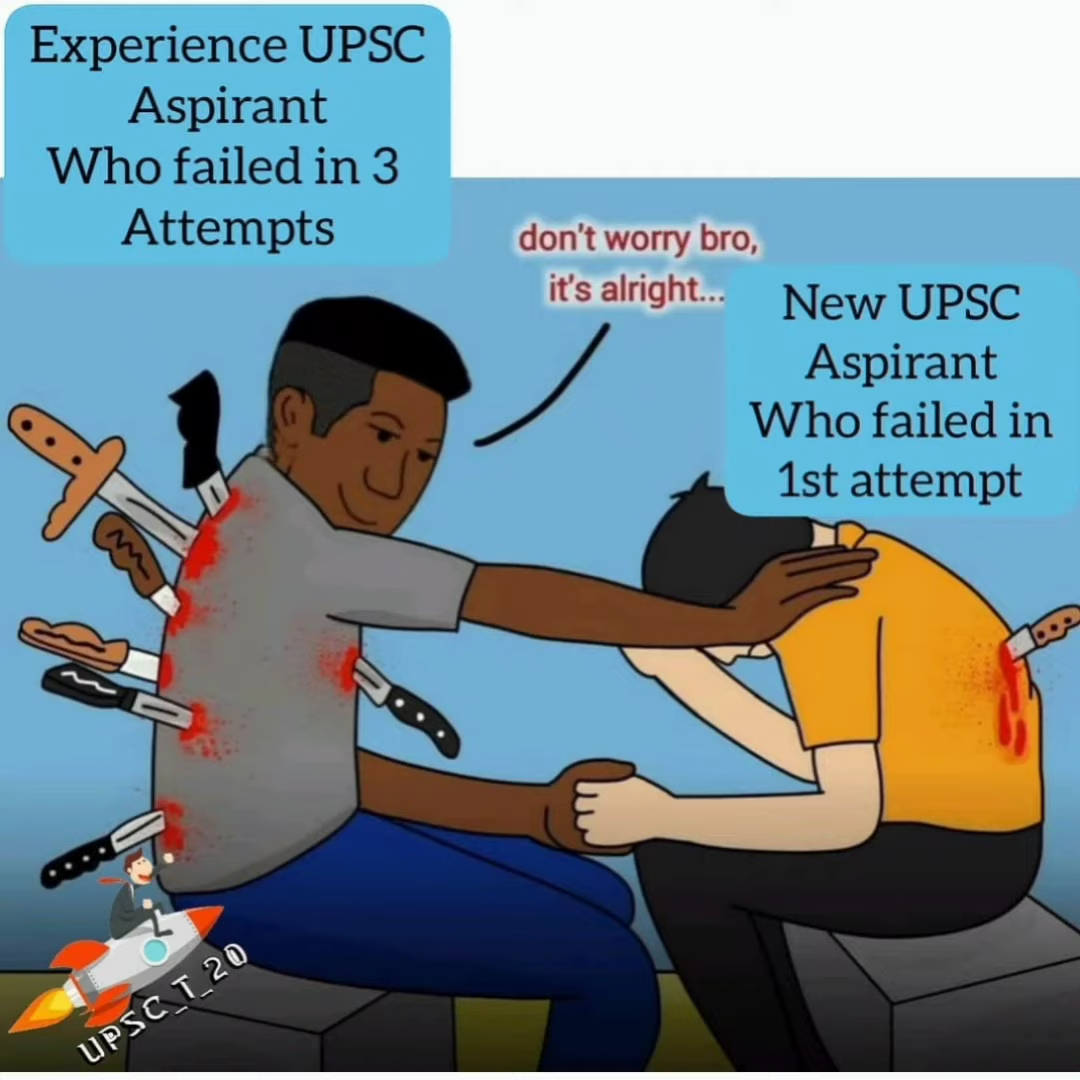 Experience UPSC
Aspirant
Who failed in 3
Attempts
don't worry bro,
it's alright...
New UPSC
Aspirant
Who failed in
1st attempt
UPSC_T_20